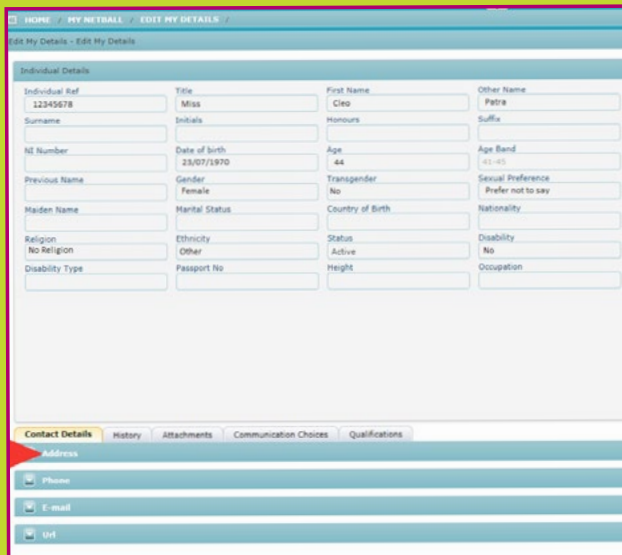 HOME / MY NETBALL / EDIT MY DETAILS /
Edit My Details - Edit My Details
Individual Details
Individual Ref Title First Name Other Name
12345678 Miss Cleo Patra
Surname Initials Honours Suffix
NI Number Date of birth Age Age Band
23/07/1970 44 41-45
Previous Name Gender Transgender Sexual Preference
Female No Prefer not to say
Maiden Name Marital Status Country of Birth Nationality
Religion Ethnicity Status Disability
No Religion Other Active No
Disability Type Passport No Height Occupation
Contact Details History Attachments Communication Choices Qualifications
Address
Phone
E-mail
Url